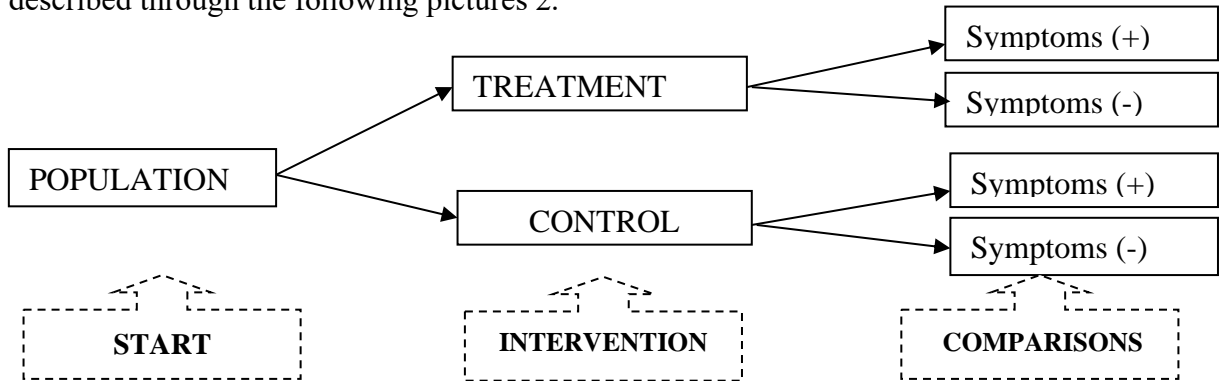 described through the following pictures 2.
Symptoms (+)
TREATMENT
Symptoms (-)
POPULATION
Symptoms (+)
CONTROL
Symptoms (-)
START
INTERVENTION
COMPARISONS